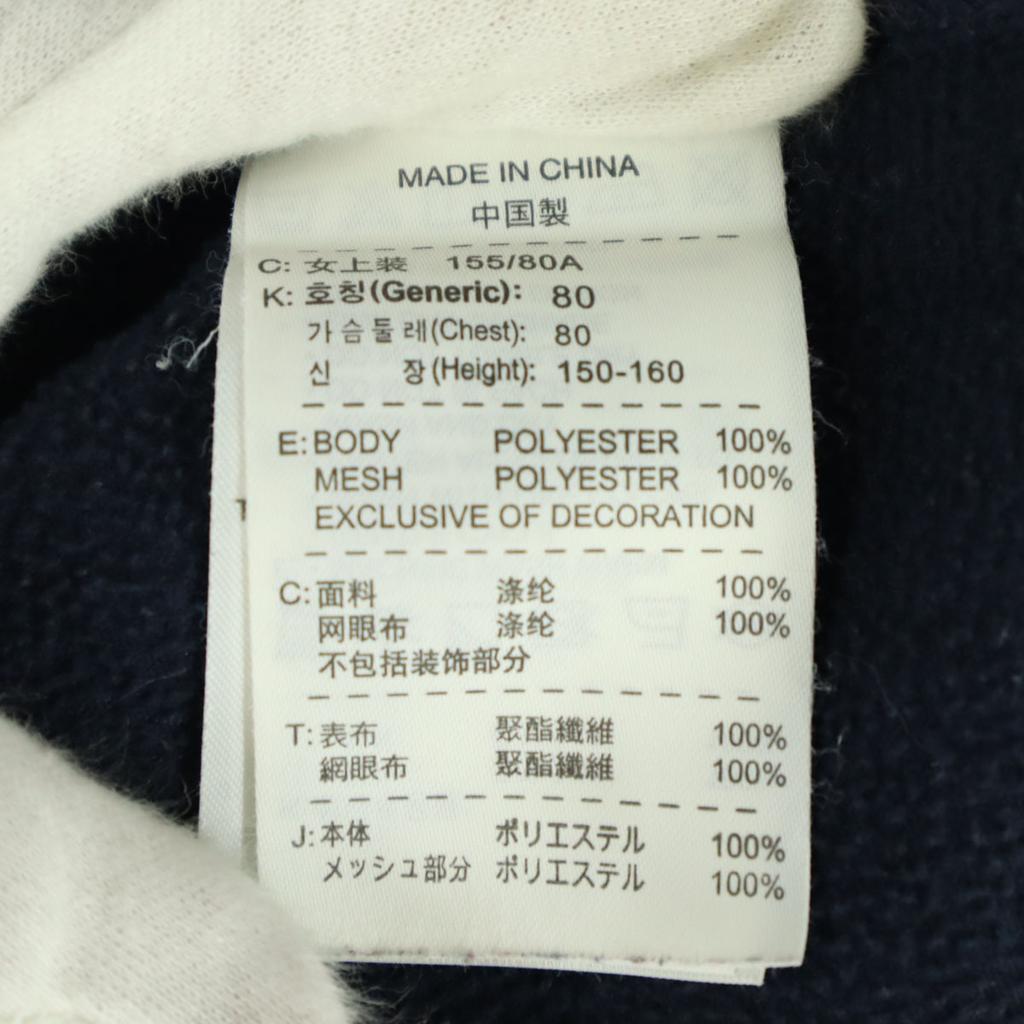 MADE IN CHINA
中国製
C: 女上装 155/80A
K: 호칭(Generic): 80
가슴둘레(Chest): 80
신 장(Height): 150-160
E: BODY POLYESTER 100%
MESH POLYESTER 100%
EXCLUSIVE OF DECORATION
C: 面料 涤纶 100%
网眼布 涤纶 100%
不包括装饰部分
T: 表布 聚酯纖維 100%
網眼布 聚酯纖維 100%
J: 本体 ポリエステル 100%
メッシュ部分 ポリエステル 100%